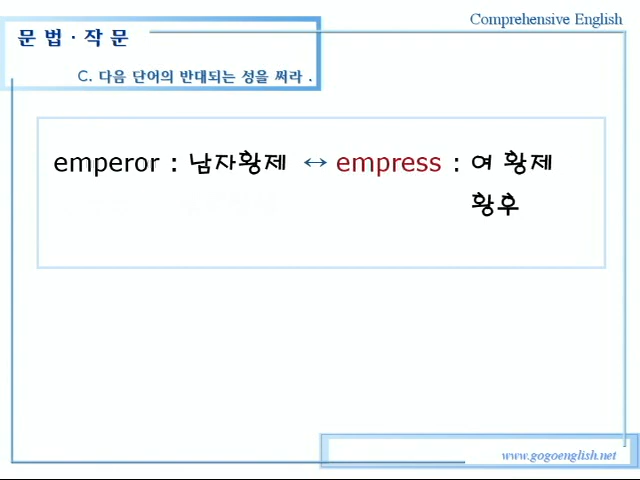 Comprehensive English
문 법 · 작 문
C. 다음 단어의 반대되는 성을 써라 .
emperor : 남자황제 ↔ empress : 여 황제
황후
www.gogoenglish.net